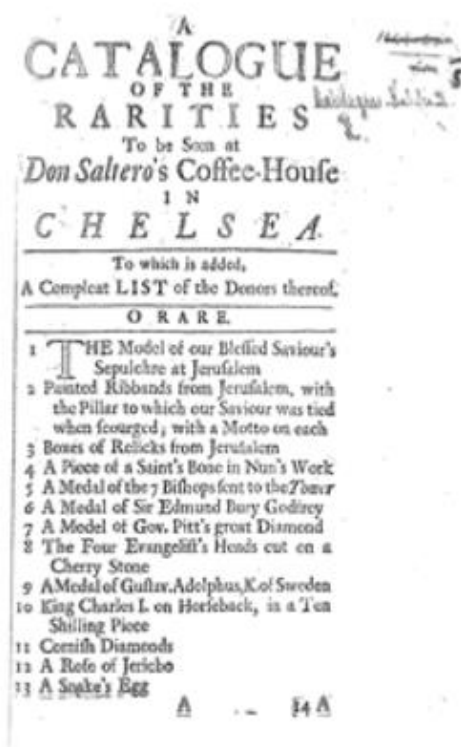 A
CATALOGUE
OF THE
RARITIES
To be Seen at
Don Saltero's Coffee-House
IN
CHELSEA.
To which is added,
A Compleat LIST of the Donors thereof.
O RARE.
1 THE Model of our Blessed Saviour's
Sepulchre at Jerusalem
2 Painted Ribbands from Jerusalem, with
the Pillar to which our Saviour was tied
when scourged, with a Motto on each
3 Boxes of Relicks from Jerusalem
4 A Piece of a Saint's Bone in Nun's Work
5 A Medal of the 7 Bishops sent to the Tower
6 A Medal of Sir Edmund Bury Godfrey
7 A Model of Gov. Pitt's great Diamond
8 The Four Evangelist's Heads cut on a
Cherry Stone
9 A Medal of Gustav. Adolphus, K. of Sweden
10 King Charles I. on Horseback, in a Ten
Shilling Piece
11 Cornish Diamonds
12 A Rose of Jericho
13 A Snake's Egg
A 14 A